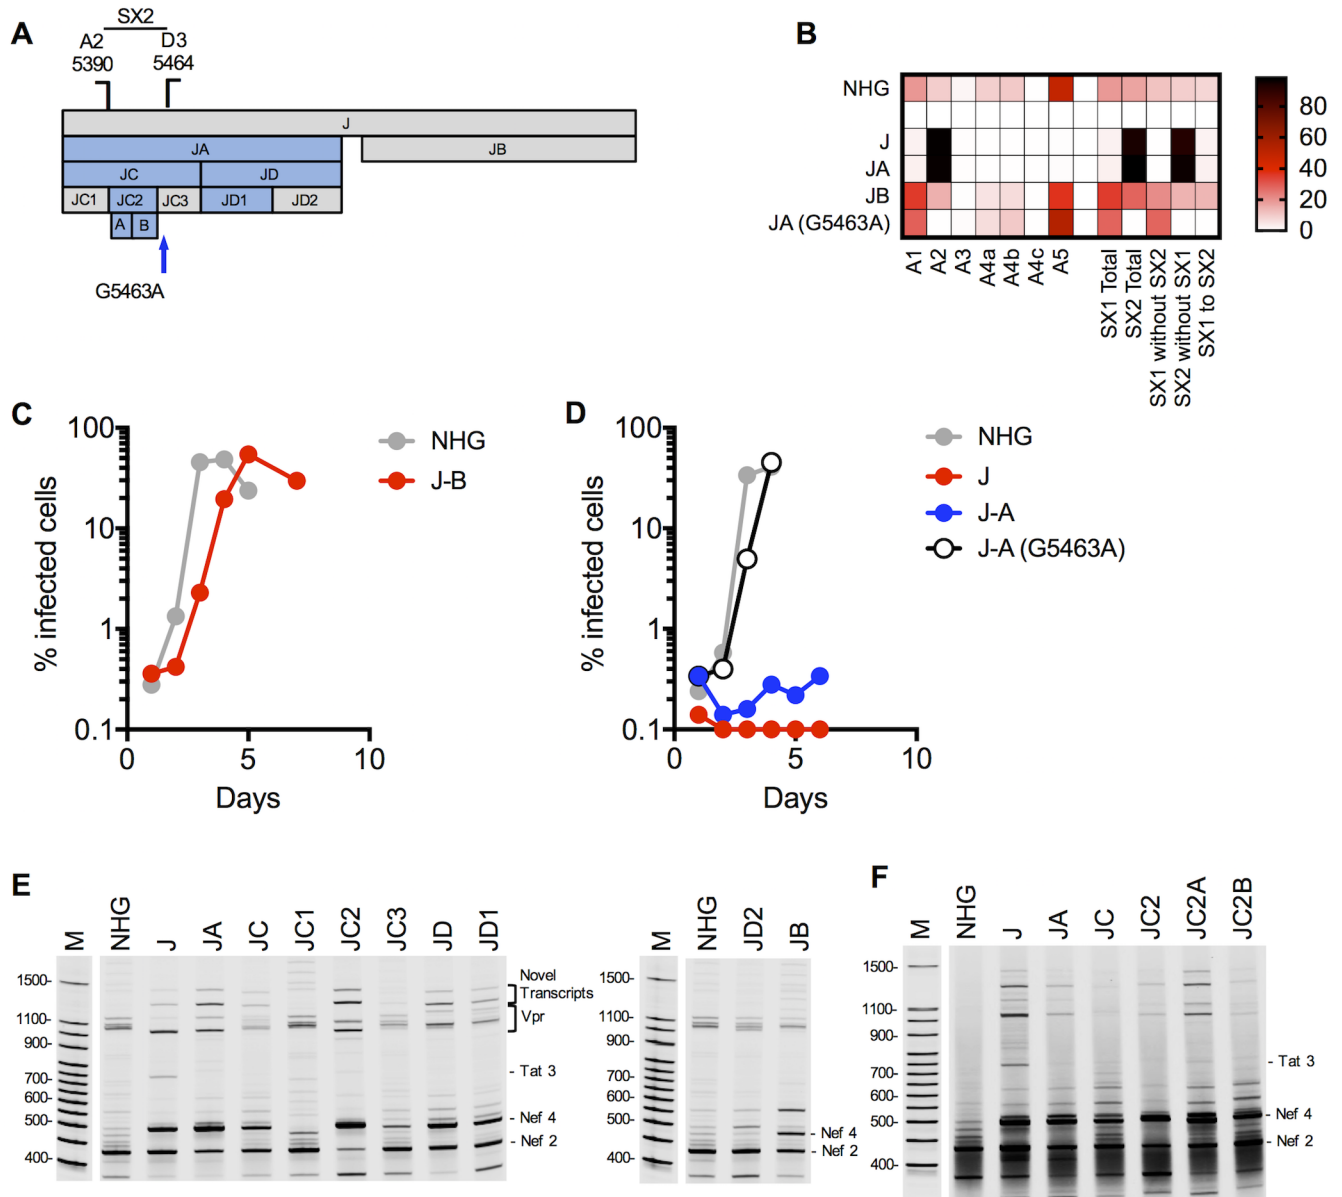 A
SX2
A2 D3
5390 5464
J
JA JB
JC JD
JC1 JC2 JC3 JD1 JD2
A B
G5463A
B
NHG
J
JA
JB
JA (G5463A)
A1 A2 A3 A4a A4b A4c A5 SX1 Total SX2 Total SX1 without SX2 SX2 without SX1 SX1 to SX2
80
60
40
20
0
C
100
10
1
0.1
0 5 10
% infected cells
Days
NHG
J-B
D
100
10
1
0.1
0 5 10
% infected cells
Days
NHG
J
J-A
J-A (G5463A)
E
M NHG J JA JC JC1 JC2 JC3 JD JD1
1500-
1100-
900-
700-
600-
500-
400-
Novel
Transcripts
Vpr
- Tat 3
- Nef 4
- Nef 2
M NHG JD2 JB
1500-
1100-
900-
700-
600-
500-
400-
- Nef 4
- Nef 2
F
M NHG J JA JC JC2 JC2A JC2B
1500-
1100-
900-
700-
600-
500-
400-
- Tat 3
- Nef 4
- Nef 2